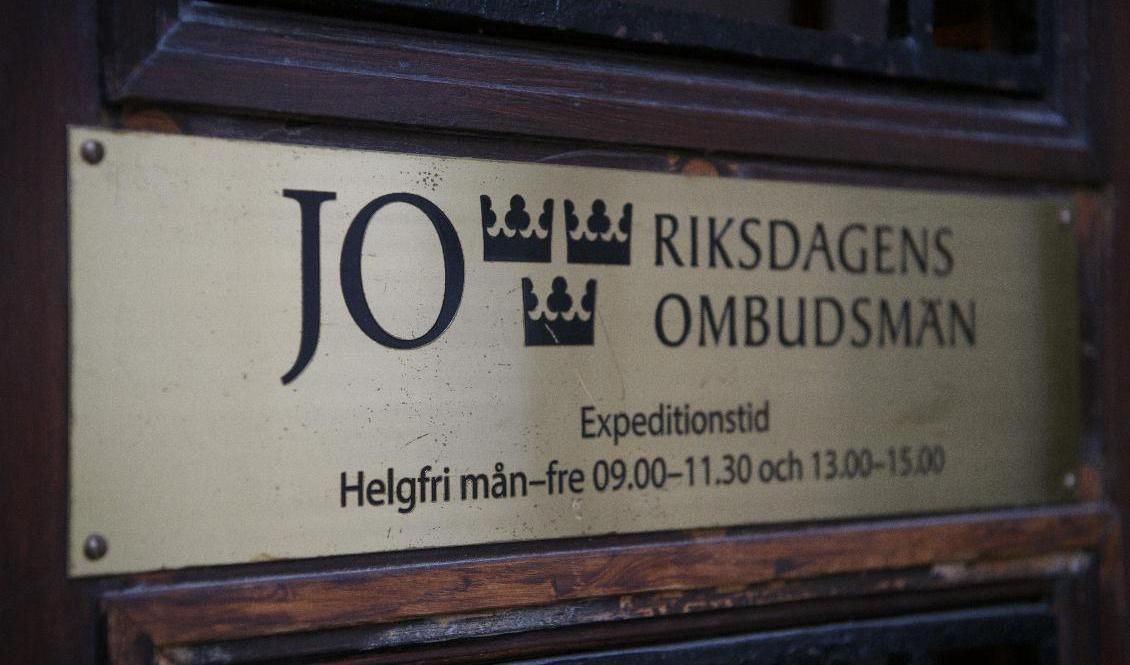 JO RIKSDAGENS
OMBUDSMÄN
Expeditionstid
Helgfri mån–fre 09.00–11.30 och 13.00–15.00